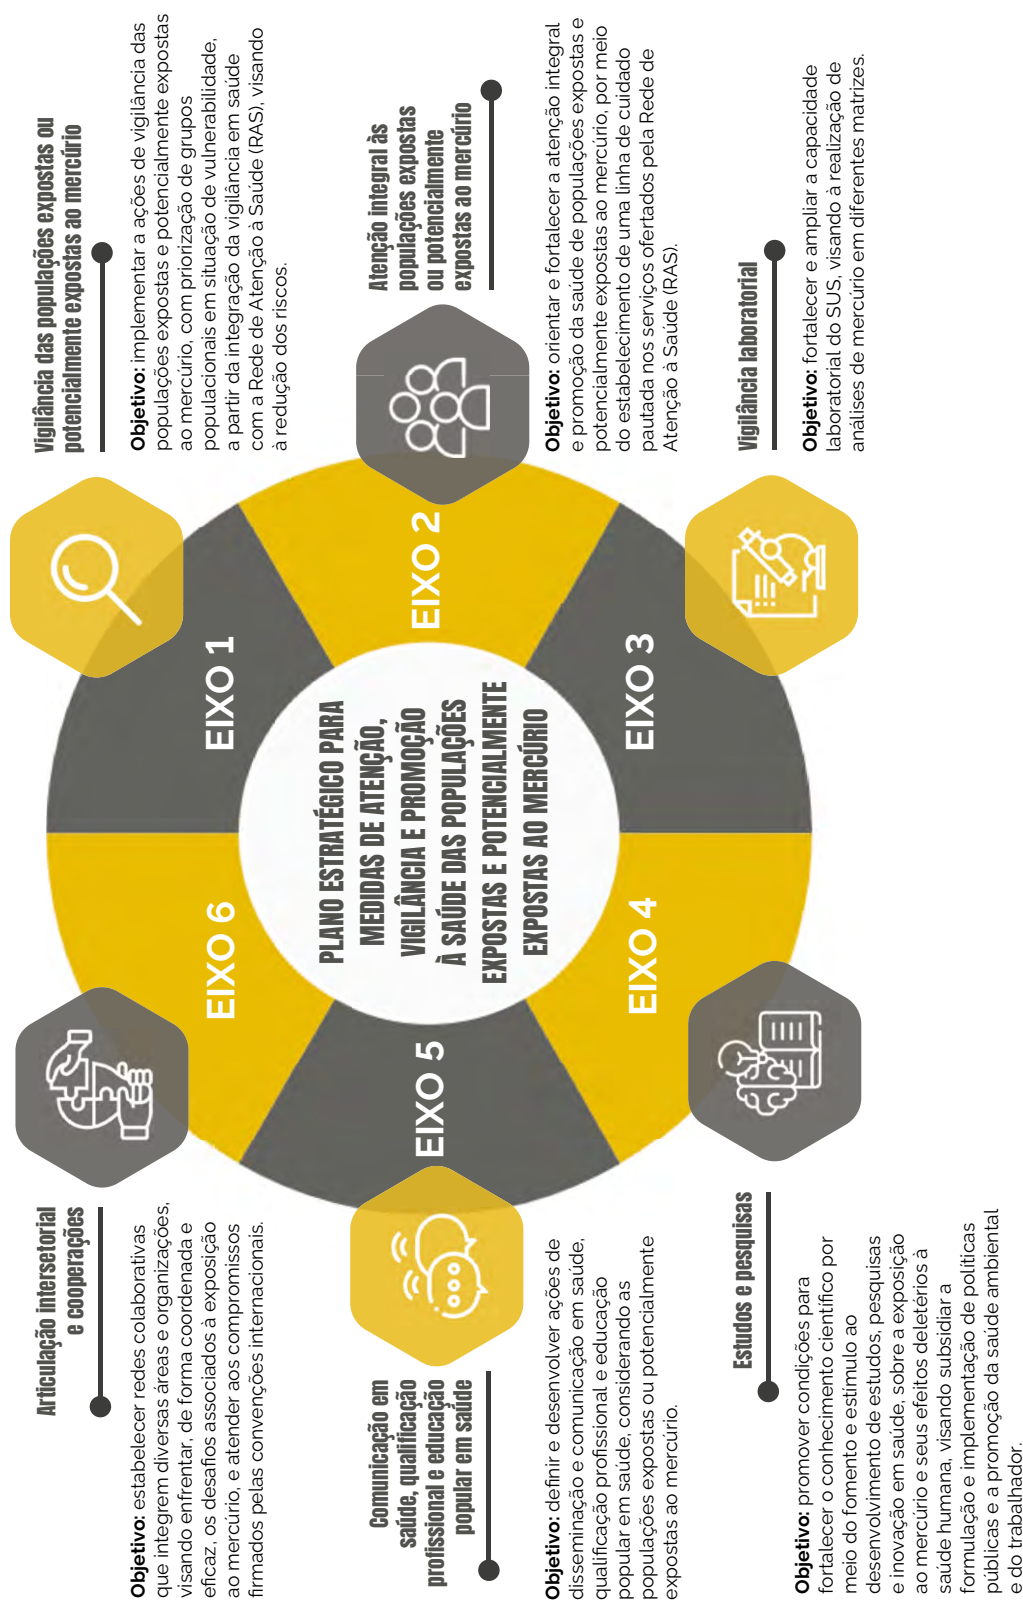 PLANO ESTRATÉGICO PARA
MEDIDAS DE ATENÇÃO,
VIGILÂNCIA E PROMOÇÃO
À SAÚDE DAS POPULAÇÕES
EXPOSTAS E POTENCIALMENTE
EXPOSTAS AO MERCÚRIO
EIXO 1
Vigilância das populações expostas ou
potencialmente expostas ao mercúrio
Objetivo: implementar a ações de vigilância das
populações expostas e potencialmente expostas
ao mercúrio, com priorização de grupos
populacionais em situação de vulnerabilidade,
a partir da integração da vigilância em saúde
com a Rede de Atenção à Saúde (RAS), visando
à redução dos riscos.
EIXO 2
Atenção integral às
populações expostas
ou potencialmente
expostas ao mercúrio
Objetivo: orientar e fortalecer a atenção integral
e promoção da saúde de populações expostas e
potencialmente expostas ao mercúrio, por meio
do estabelecimento de uma linha de cuidado
pautada nos serviços ofertados pela Rede de
Atenção à Saúde (RAS).
EIXO 3
Vigilância laboratorial
Objetivo: fortalecer e ampliar a capacidade
laboratorial do SUS, visando à realização de
análises de mercúrio em diferentes matrizes.
EIXO 4
Estudos e pesquisas
Objetivo: promover condições para
fortalecer o conhecimento científico por
meio do fomento e estímulo ao
desenvolvimento de estudos, pesquisas
e inovação em saúde, sobre a exposição
ao mercúrio e seus efeitos deletérios à
saúde humana, visando subsidiar a
formulação e implementação de políticas
públicas e a promoção da saúde ambiental
e do trabalhador.
EIXO 5
Comunicação em
saúde, qualificação
profissional e educação
popular em saúde
Objetivo: definir e desenvolver ações de
disseminação e comunicação em saúde,
qualificação profissional e educação
popular em saúde, considerando as
populações expostas ou potencialmente
expostas ao mercúrio.
EIXO 6
Articulação intersetorial
e cooperações
Objetivo: estabelecer redes colaborativas
que integrem diversas áreas e organizações,
visando enfrentar, de forma coordenada e
eficaz, os desafios associados à exposição
ao mercúrio, e atender aos compromissos
firmados pelas convenções internacionais.